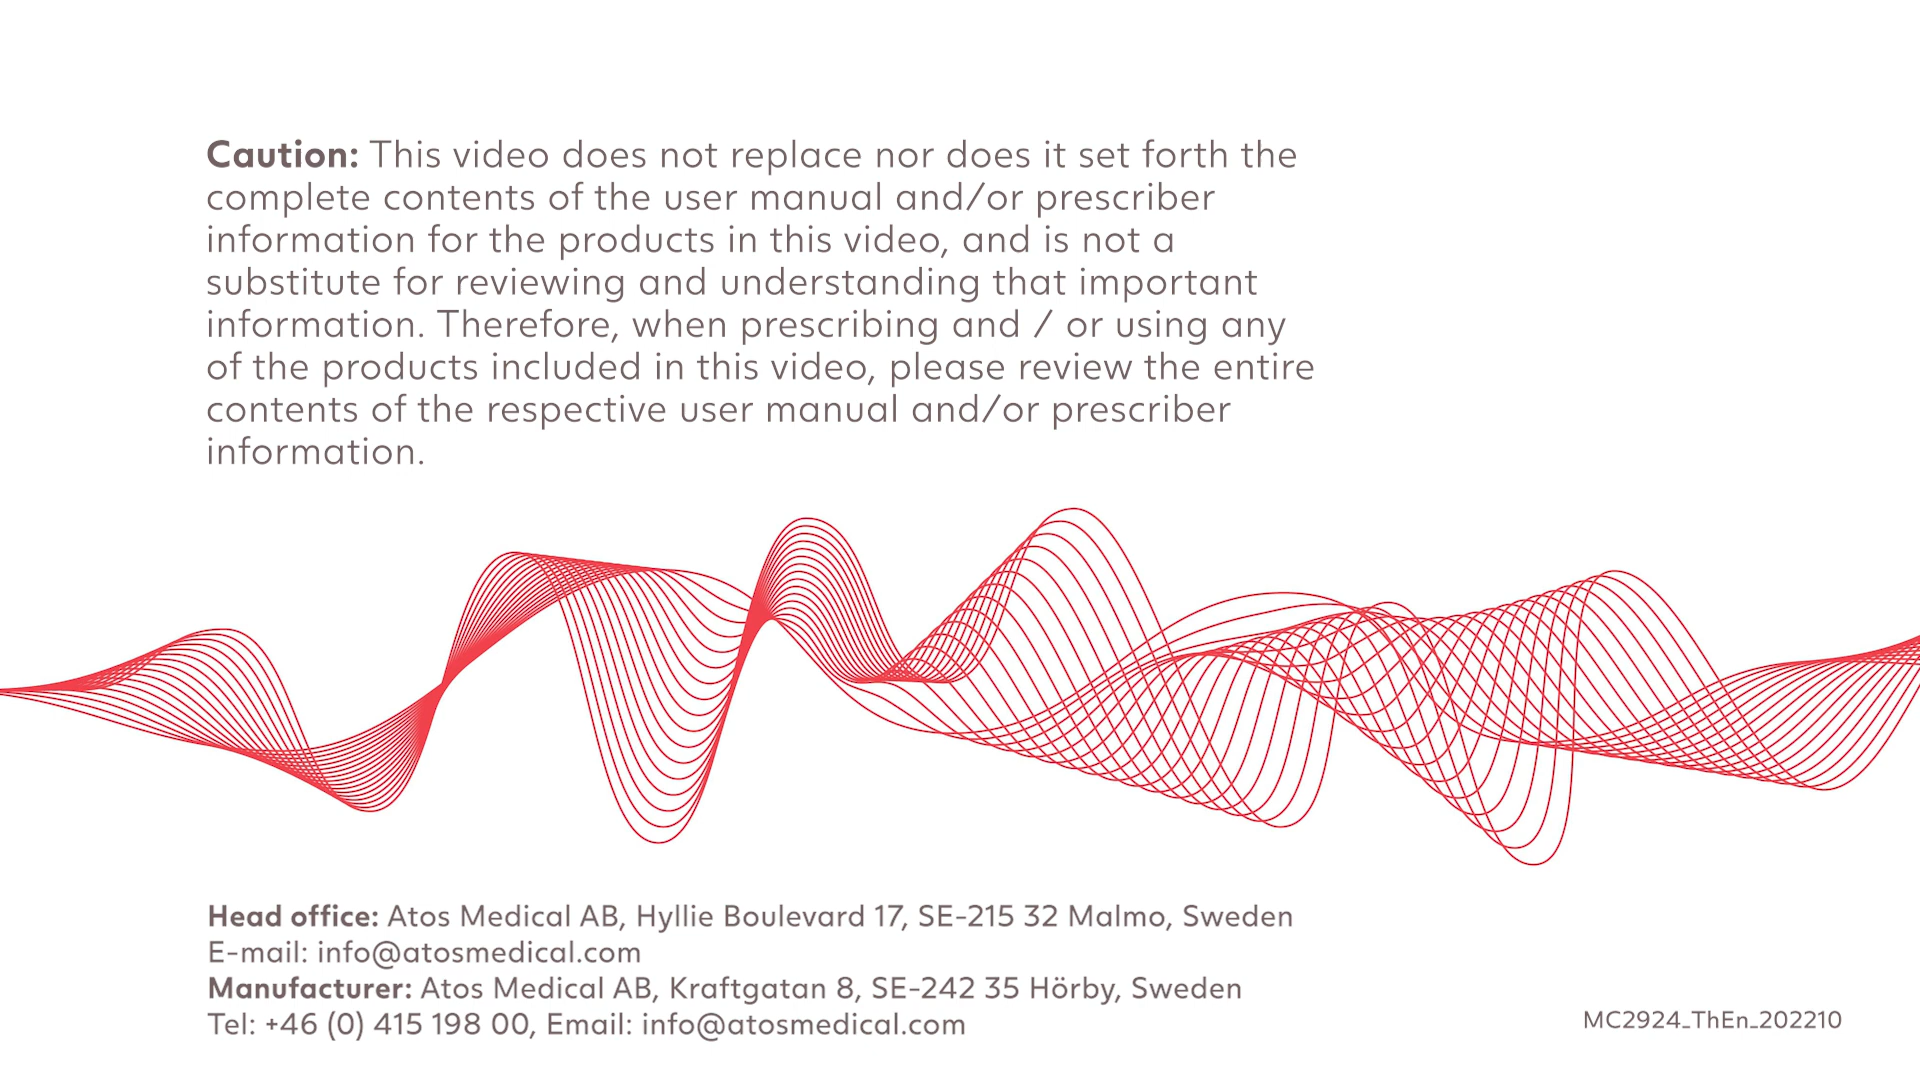 Caution: This video does not replace nor does it set forth the
complete contents of the user manual and/or prescriber
information for the products in this video, and is not a
substitute for reviewing and understanding that important
information. Therefore, when prescribing and / or using any
of the products included in this video, please review the entire
contents of the respective user manual and/or prescriber
information.
Head office: Atos Medical AB, Hyllie Boulevard 17, SE-215 32 Malmo, Sweden
E-mail: info@atosmedical.com
Manufacturer: Atos Medical AB, Kraftgatan 8, SE-242 35 Hörby, Sweden
Tel: +46 (0) 415 198 00, Email: info@atosmedical.com
MC2924_ThEn_202210